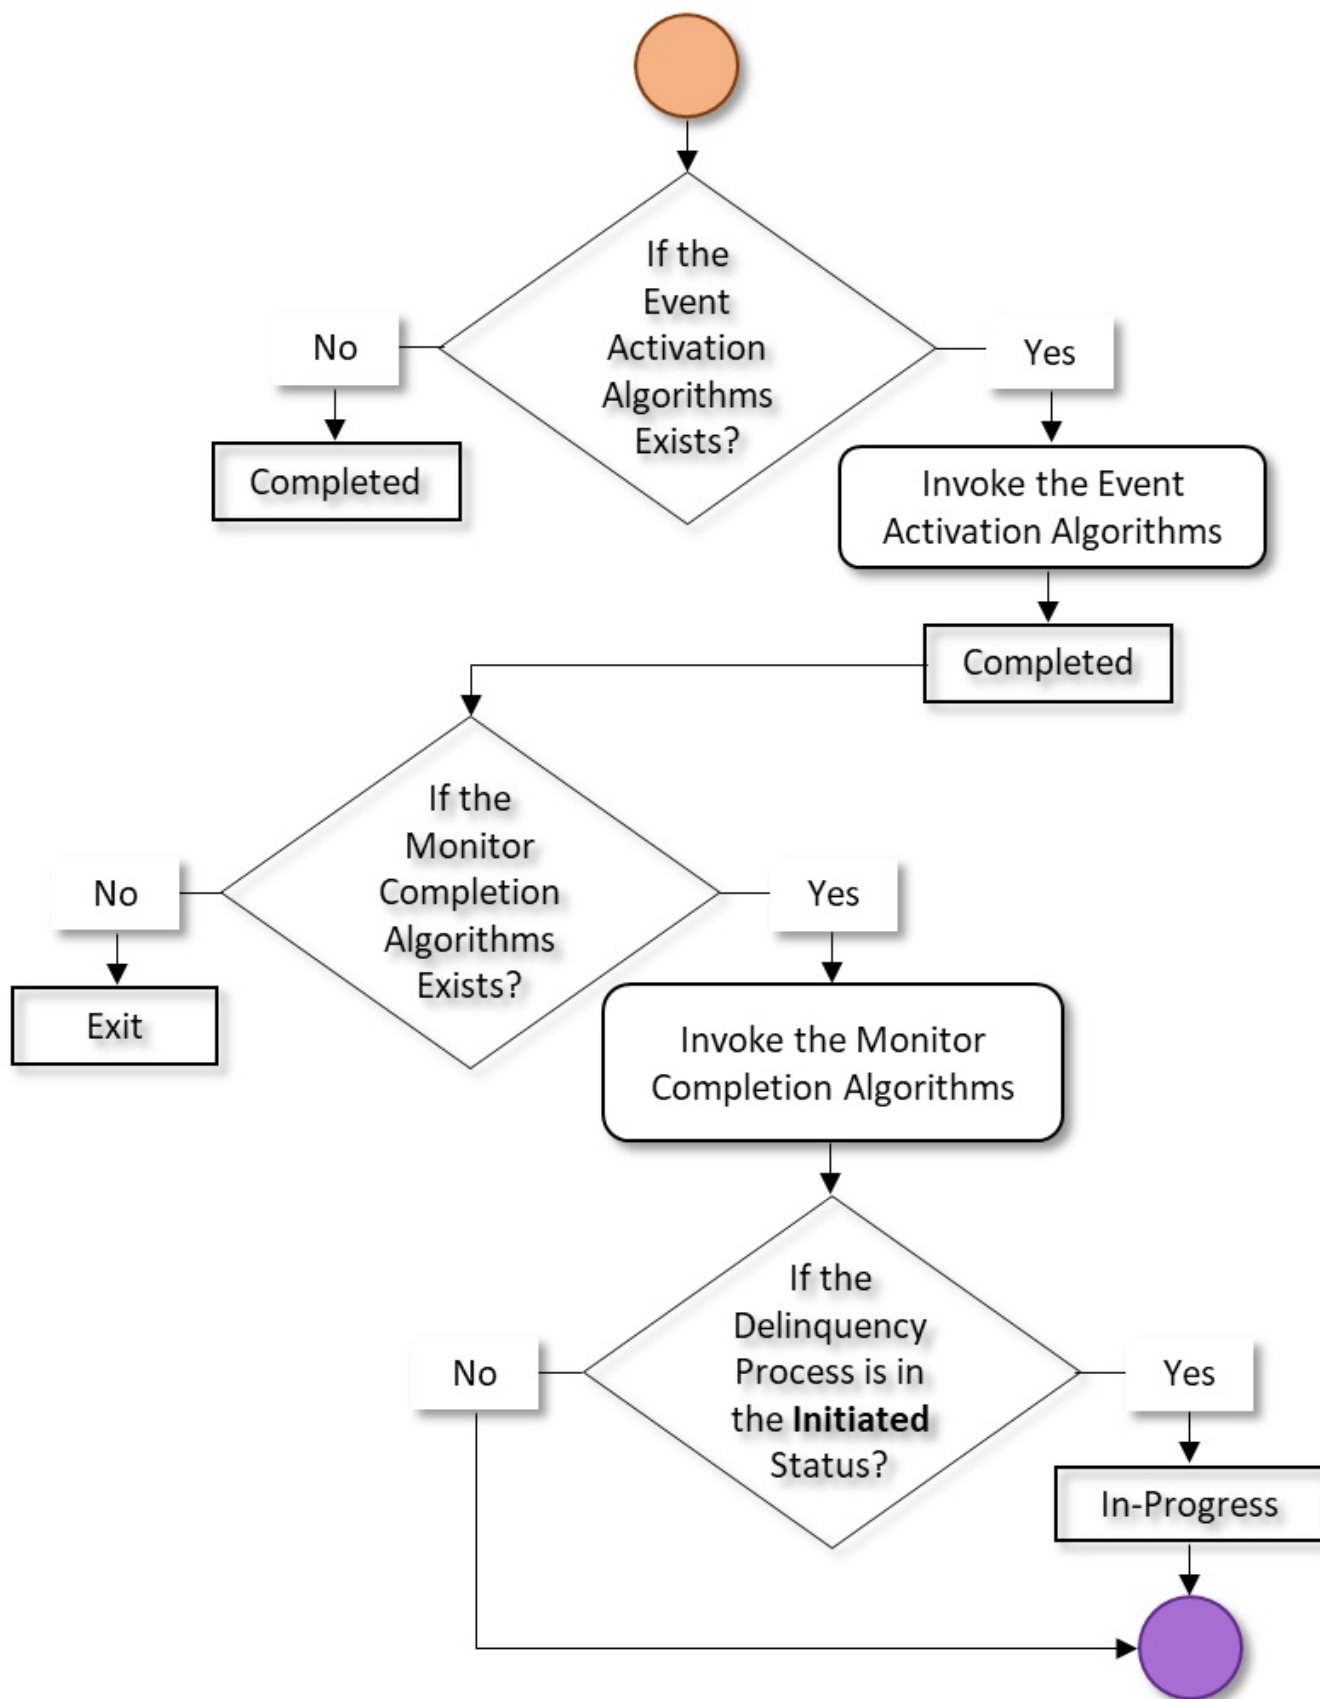 If the
Event
Activation
Algorithms
Exists?
No
Yes
Completed
Invoke the Event
Activation Algorithms
Completed
If the
Monitor
Completion
Algorithms
Exists?
No
Yes
Exit
Invoke the Monitor
Completion Algorithms
If the
Delinquency
Process is in
the Initiated
Status?
No
Yes
In-Progress